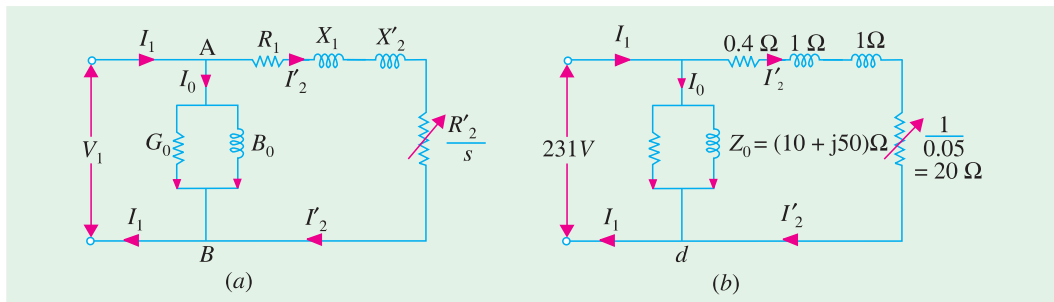 I₁
A
R₁
X₁
X′₂
I₀
I′₂
V₁
G₀
B₀
R′₂
s
I₁
I′₂
B
(a)
I₁
0.4 Ω
1 Ω
1Ω
I₀
I′₂
231V
Z₀ = (10 + j50)Ω
1
0.05
= 20 Ω
I₁
I′₂
d
(b)